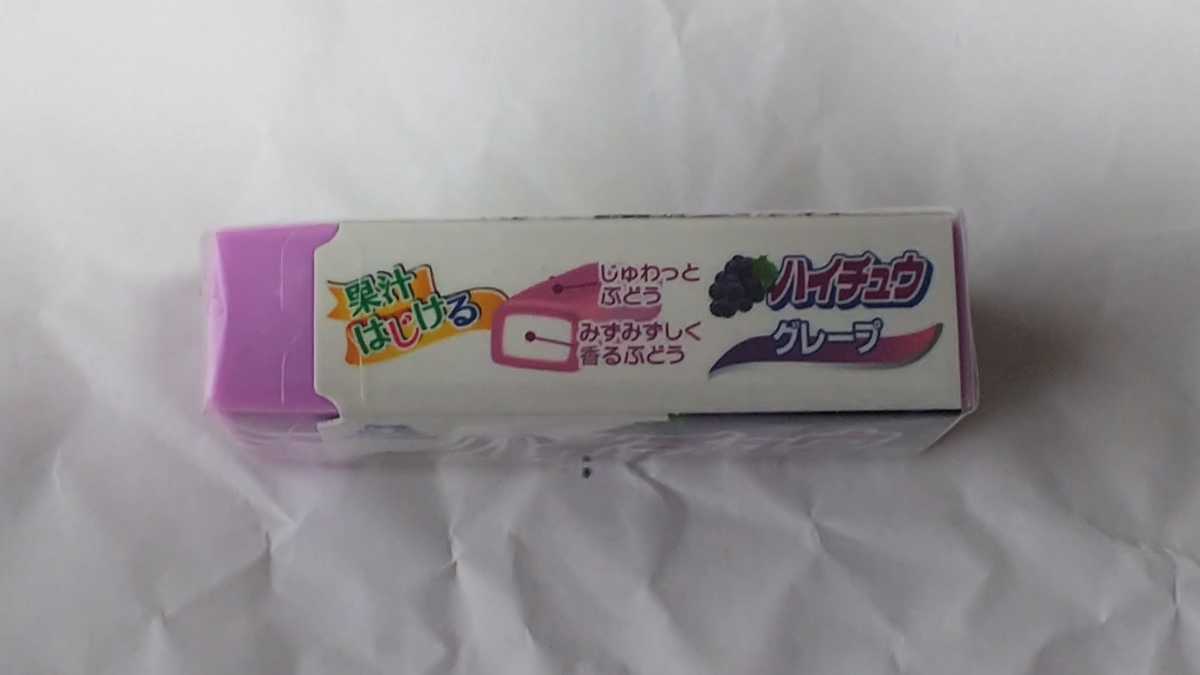 果汁
はじける
じゅわっと
ぶどう
みずみずしく
香るぶどう
ハイチュウ
グレープ